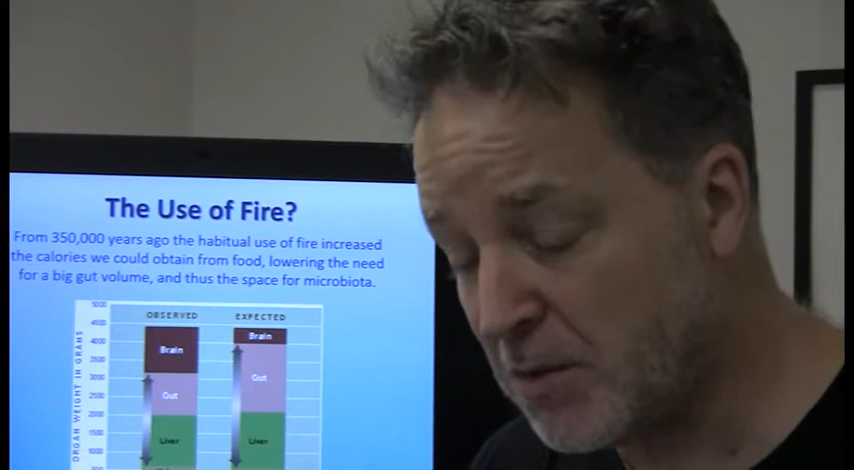 The Use of Fire?
From 350,000 years ago the habitual use of fire increased
the calories we could obtain from food, lowering the need
for a big gut volume, and thus the space for microbiota.
5000
OBSERVED EXPECTED
4500
Brain
4000
Brain
3500
3000
Gut
Gut
2500
2000
1500
Liver Liver
1000
500
ORGAN WEIGHT IN GRAMS